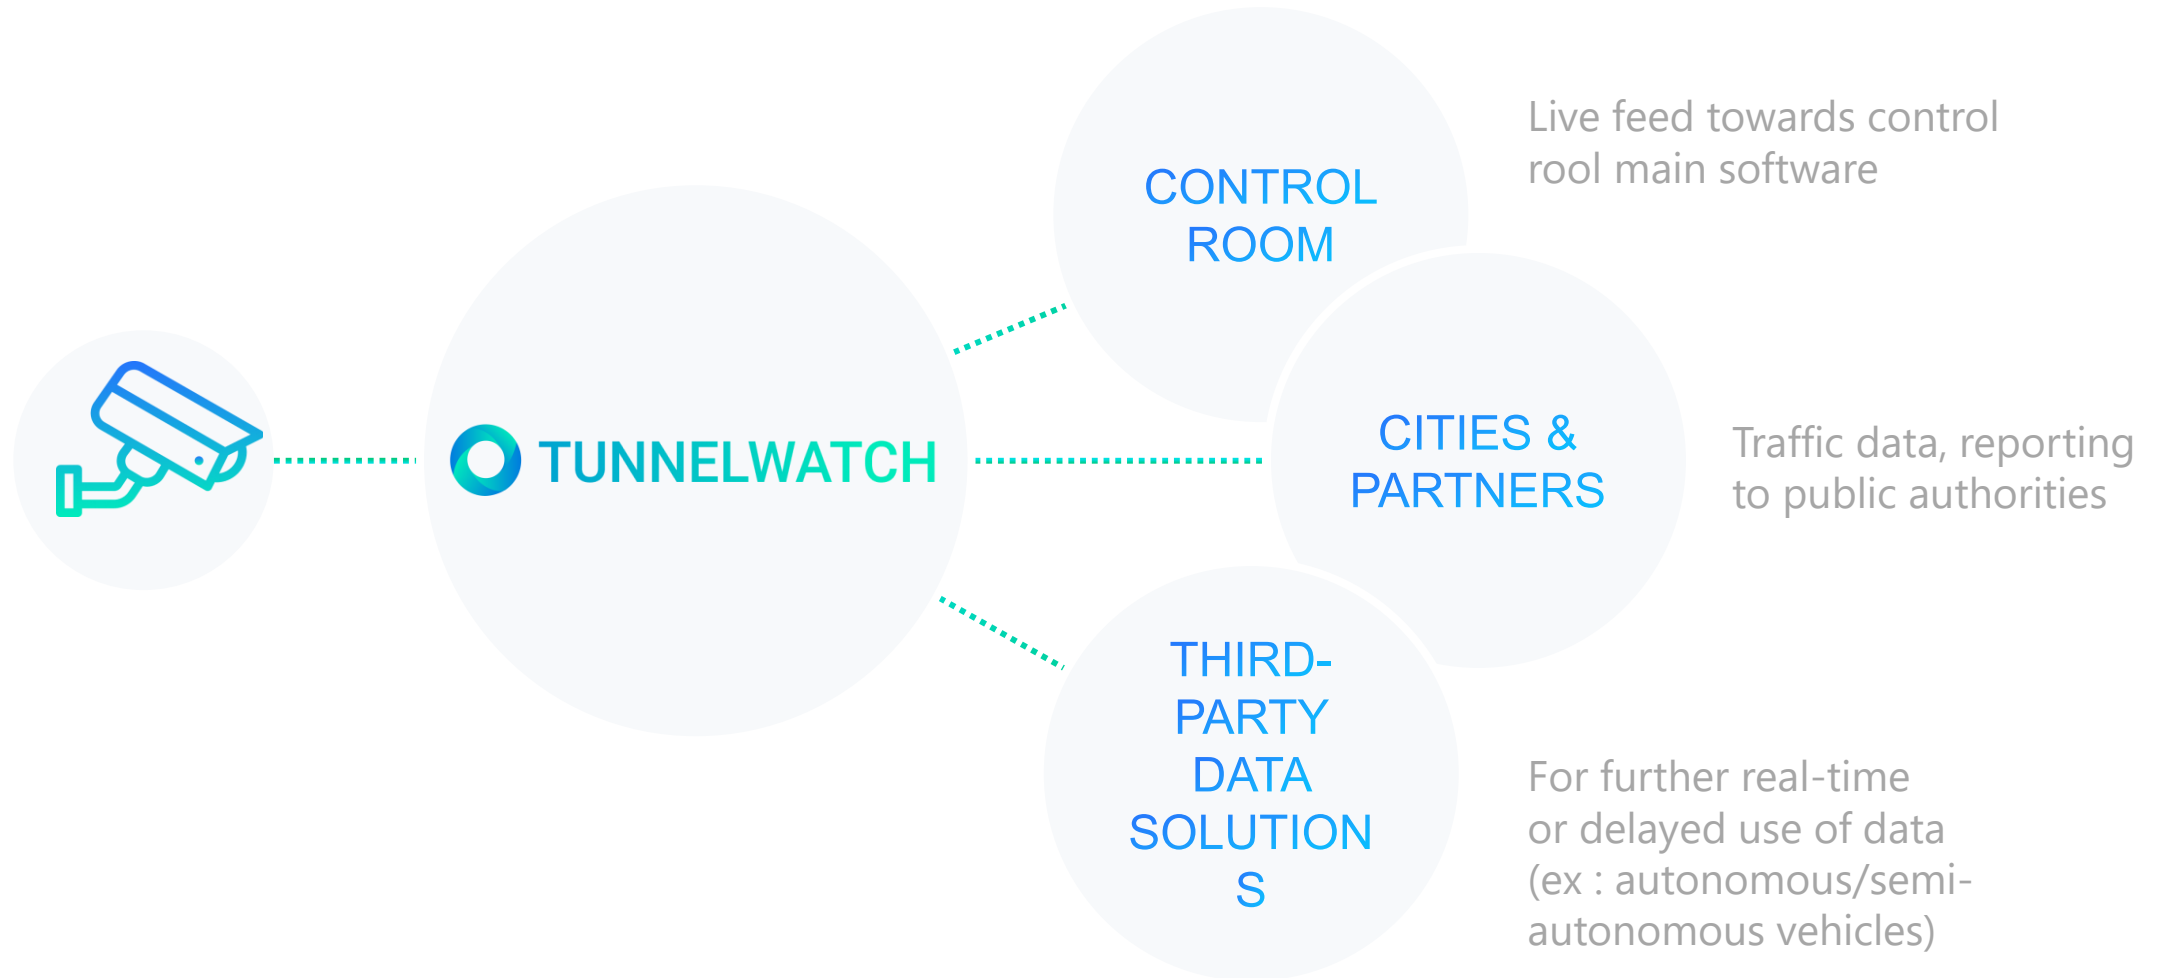 TUNNELWATCH
CONTROL
ROOM
Live feed towards control
rool main software
CITIES &
PARTNERS
Traffic data, reporting
to public authorities
THIRD-
PARTY
DATA
SOLUTION
S
For further real-time
or delayed use of data
(ex : autonomous/semi-
autonomous vehicles)